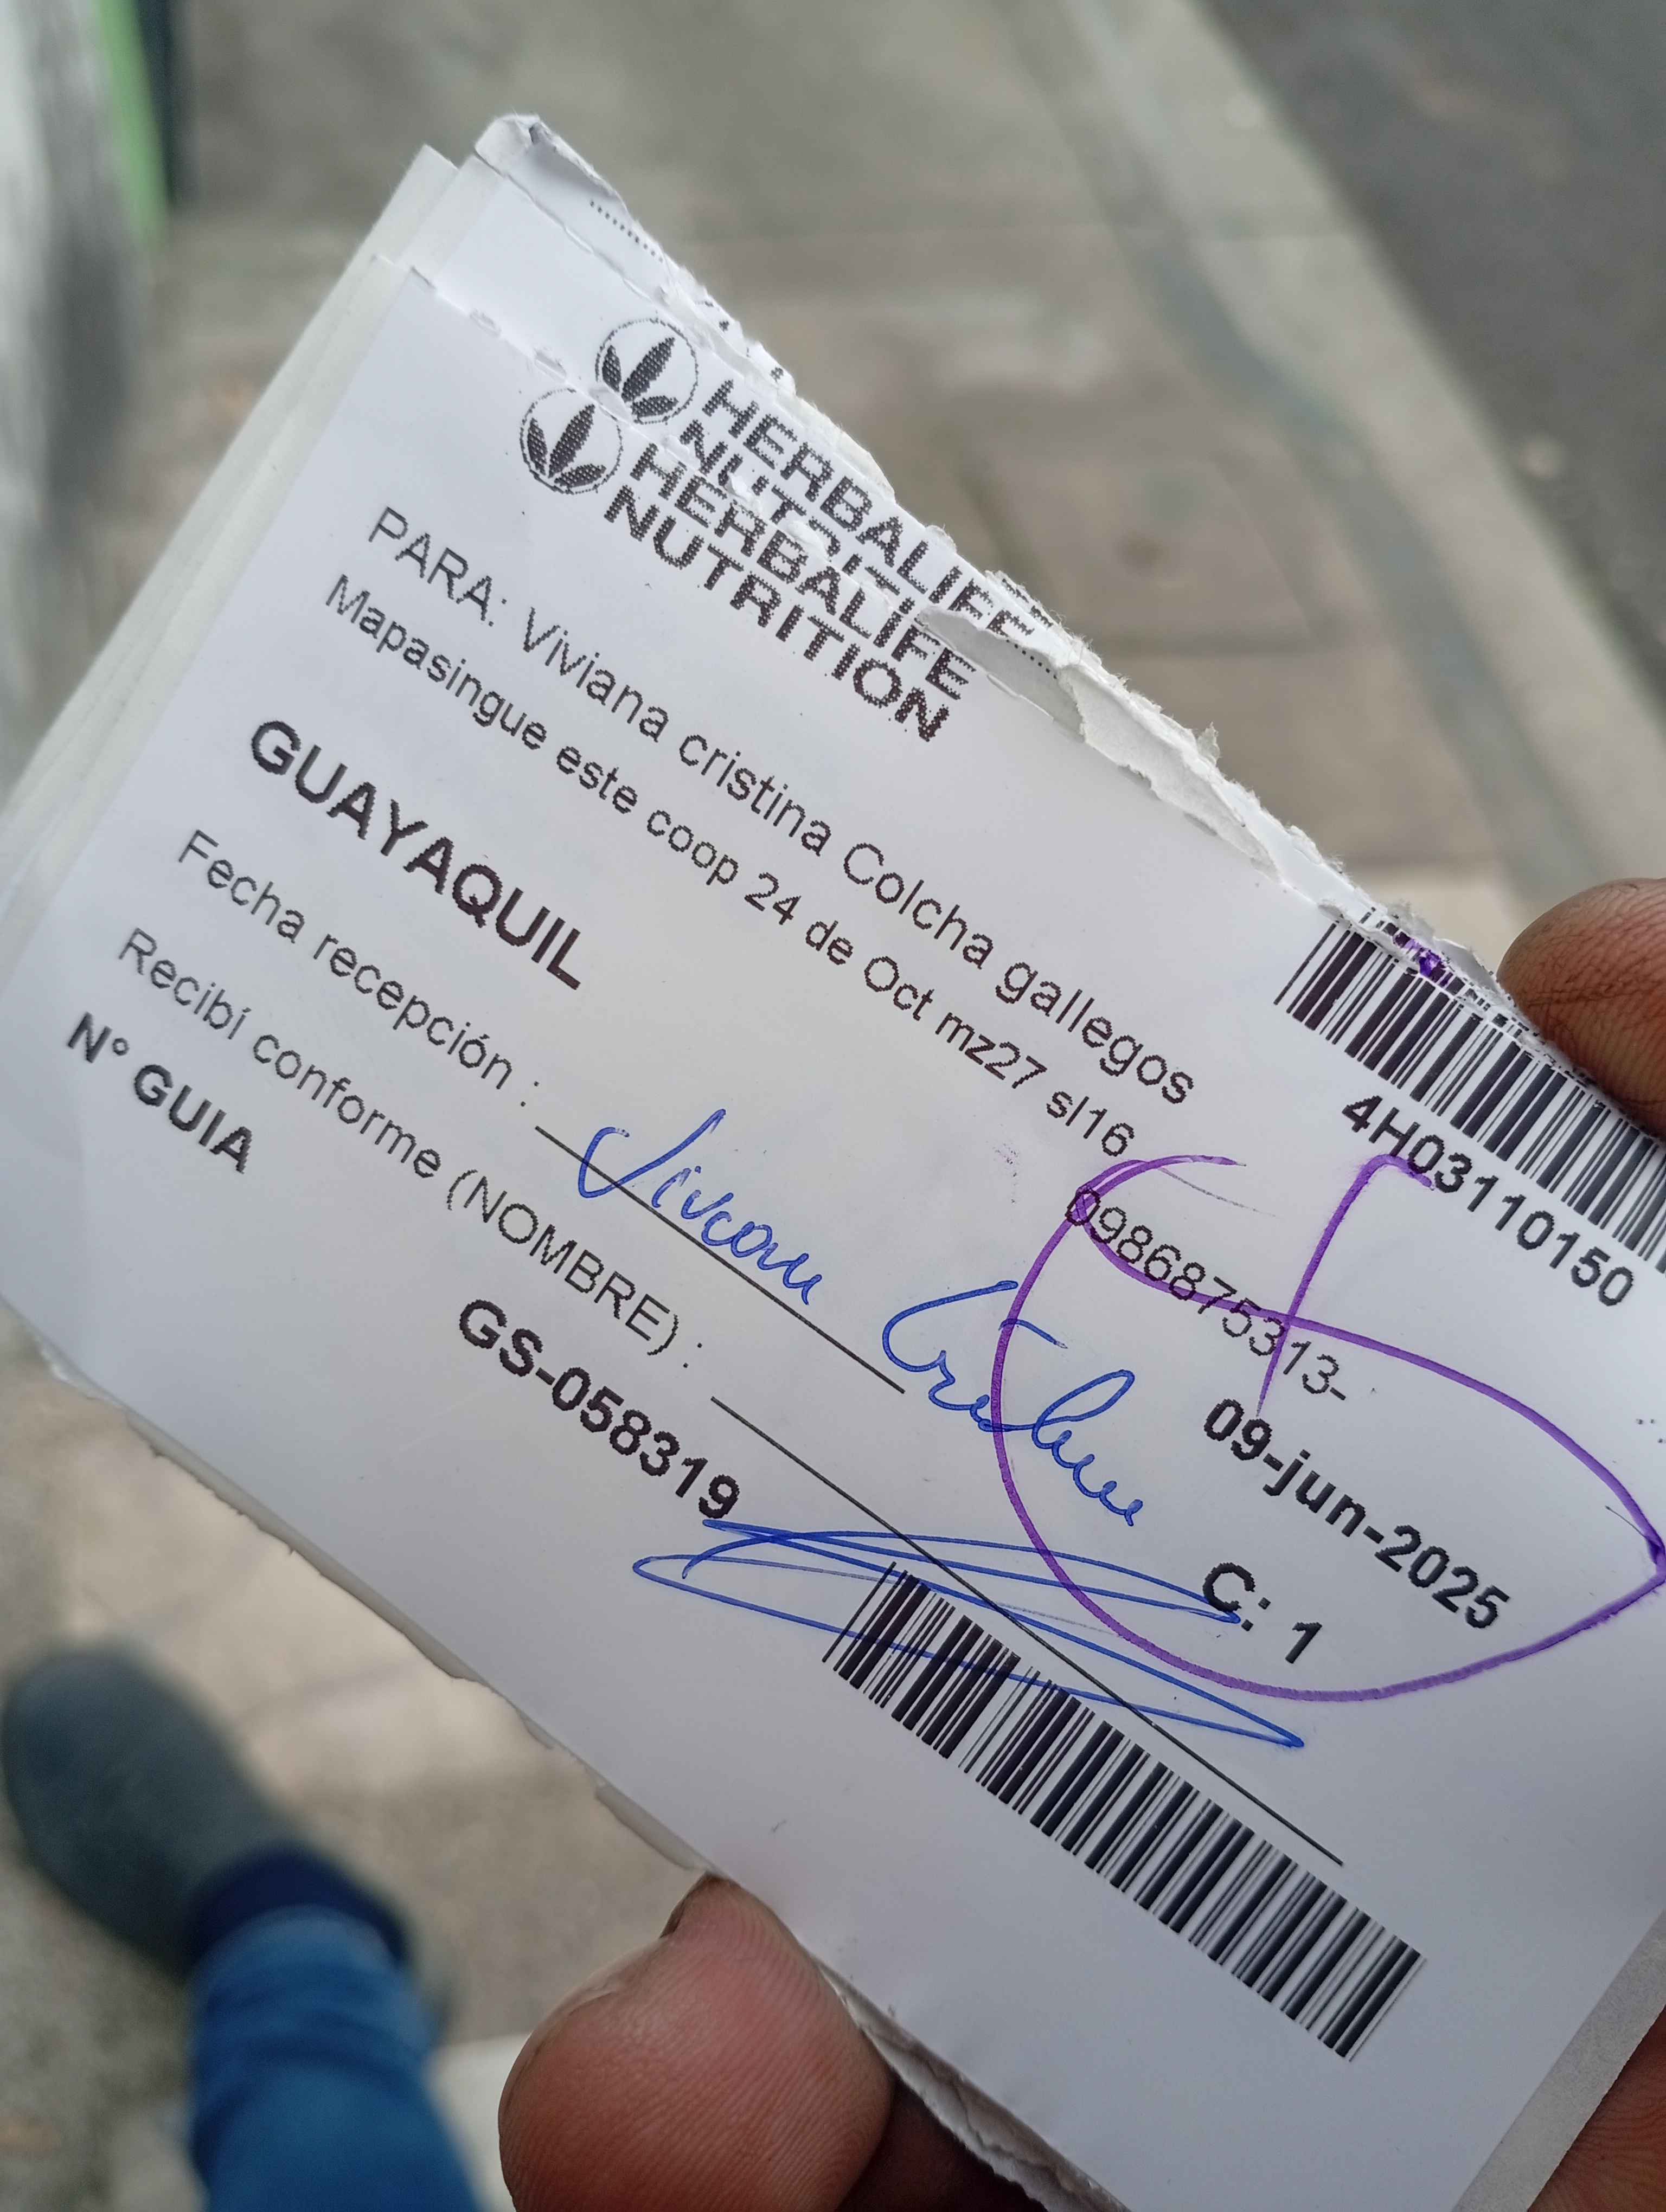 HERBALIFE
NUTRITION
HERBALIFE
NUTRITION
4H03110150
PARA: Viviana cristina Colcha gallegos
Mapasingue este coop 24 de Oct mz27 sl16
0986875313-
GUAYAQUIL
09-jun-2025
Fecha recepción :
C: 1
Recibí conforme (NOMBRE) :
N° GUIA
GS-058319